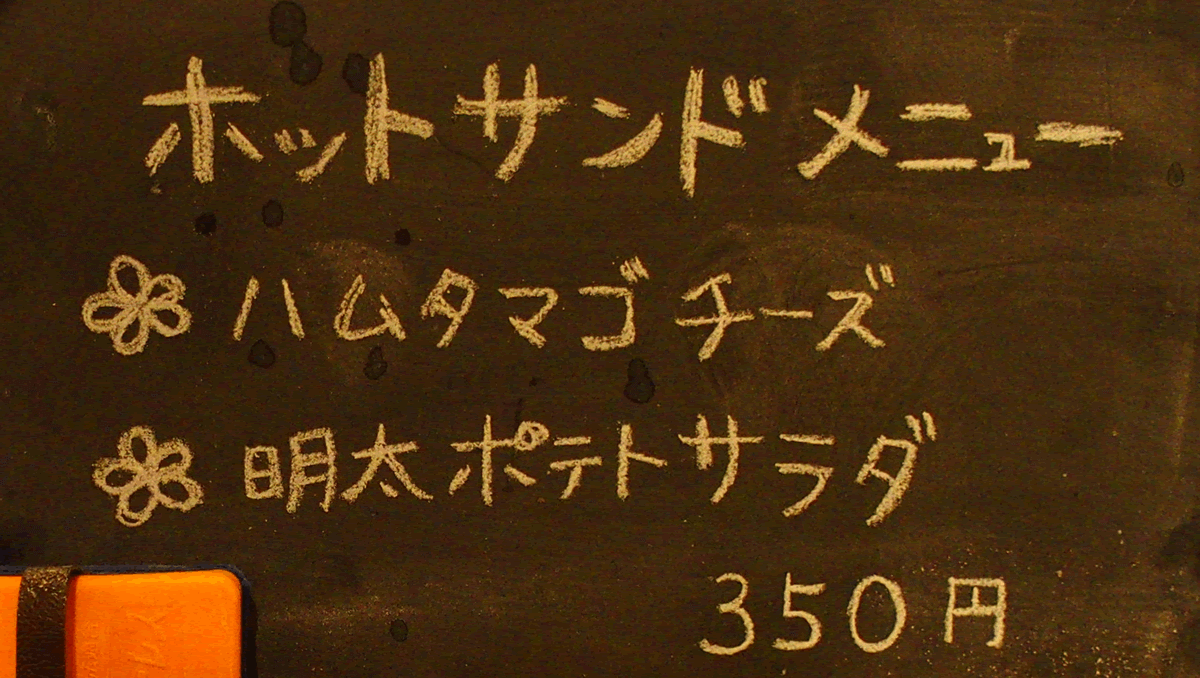 ホットサンドメニュー
ハムタマゴチーズ
明太ポテトサラダ
350円